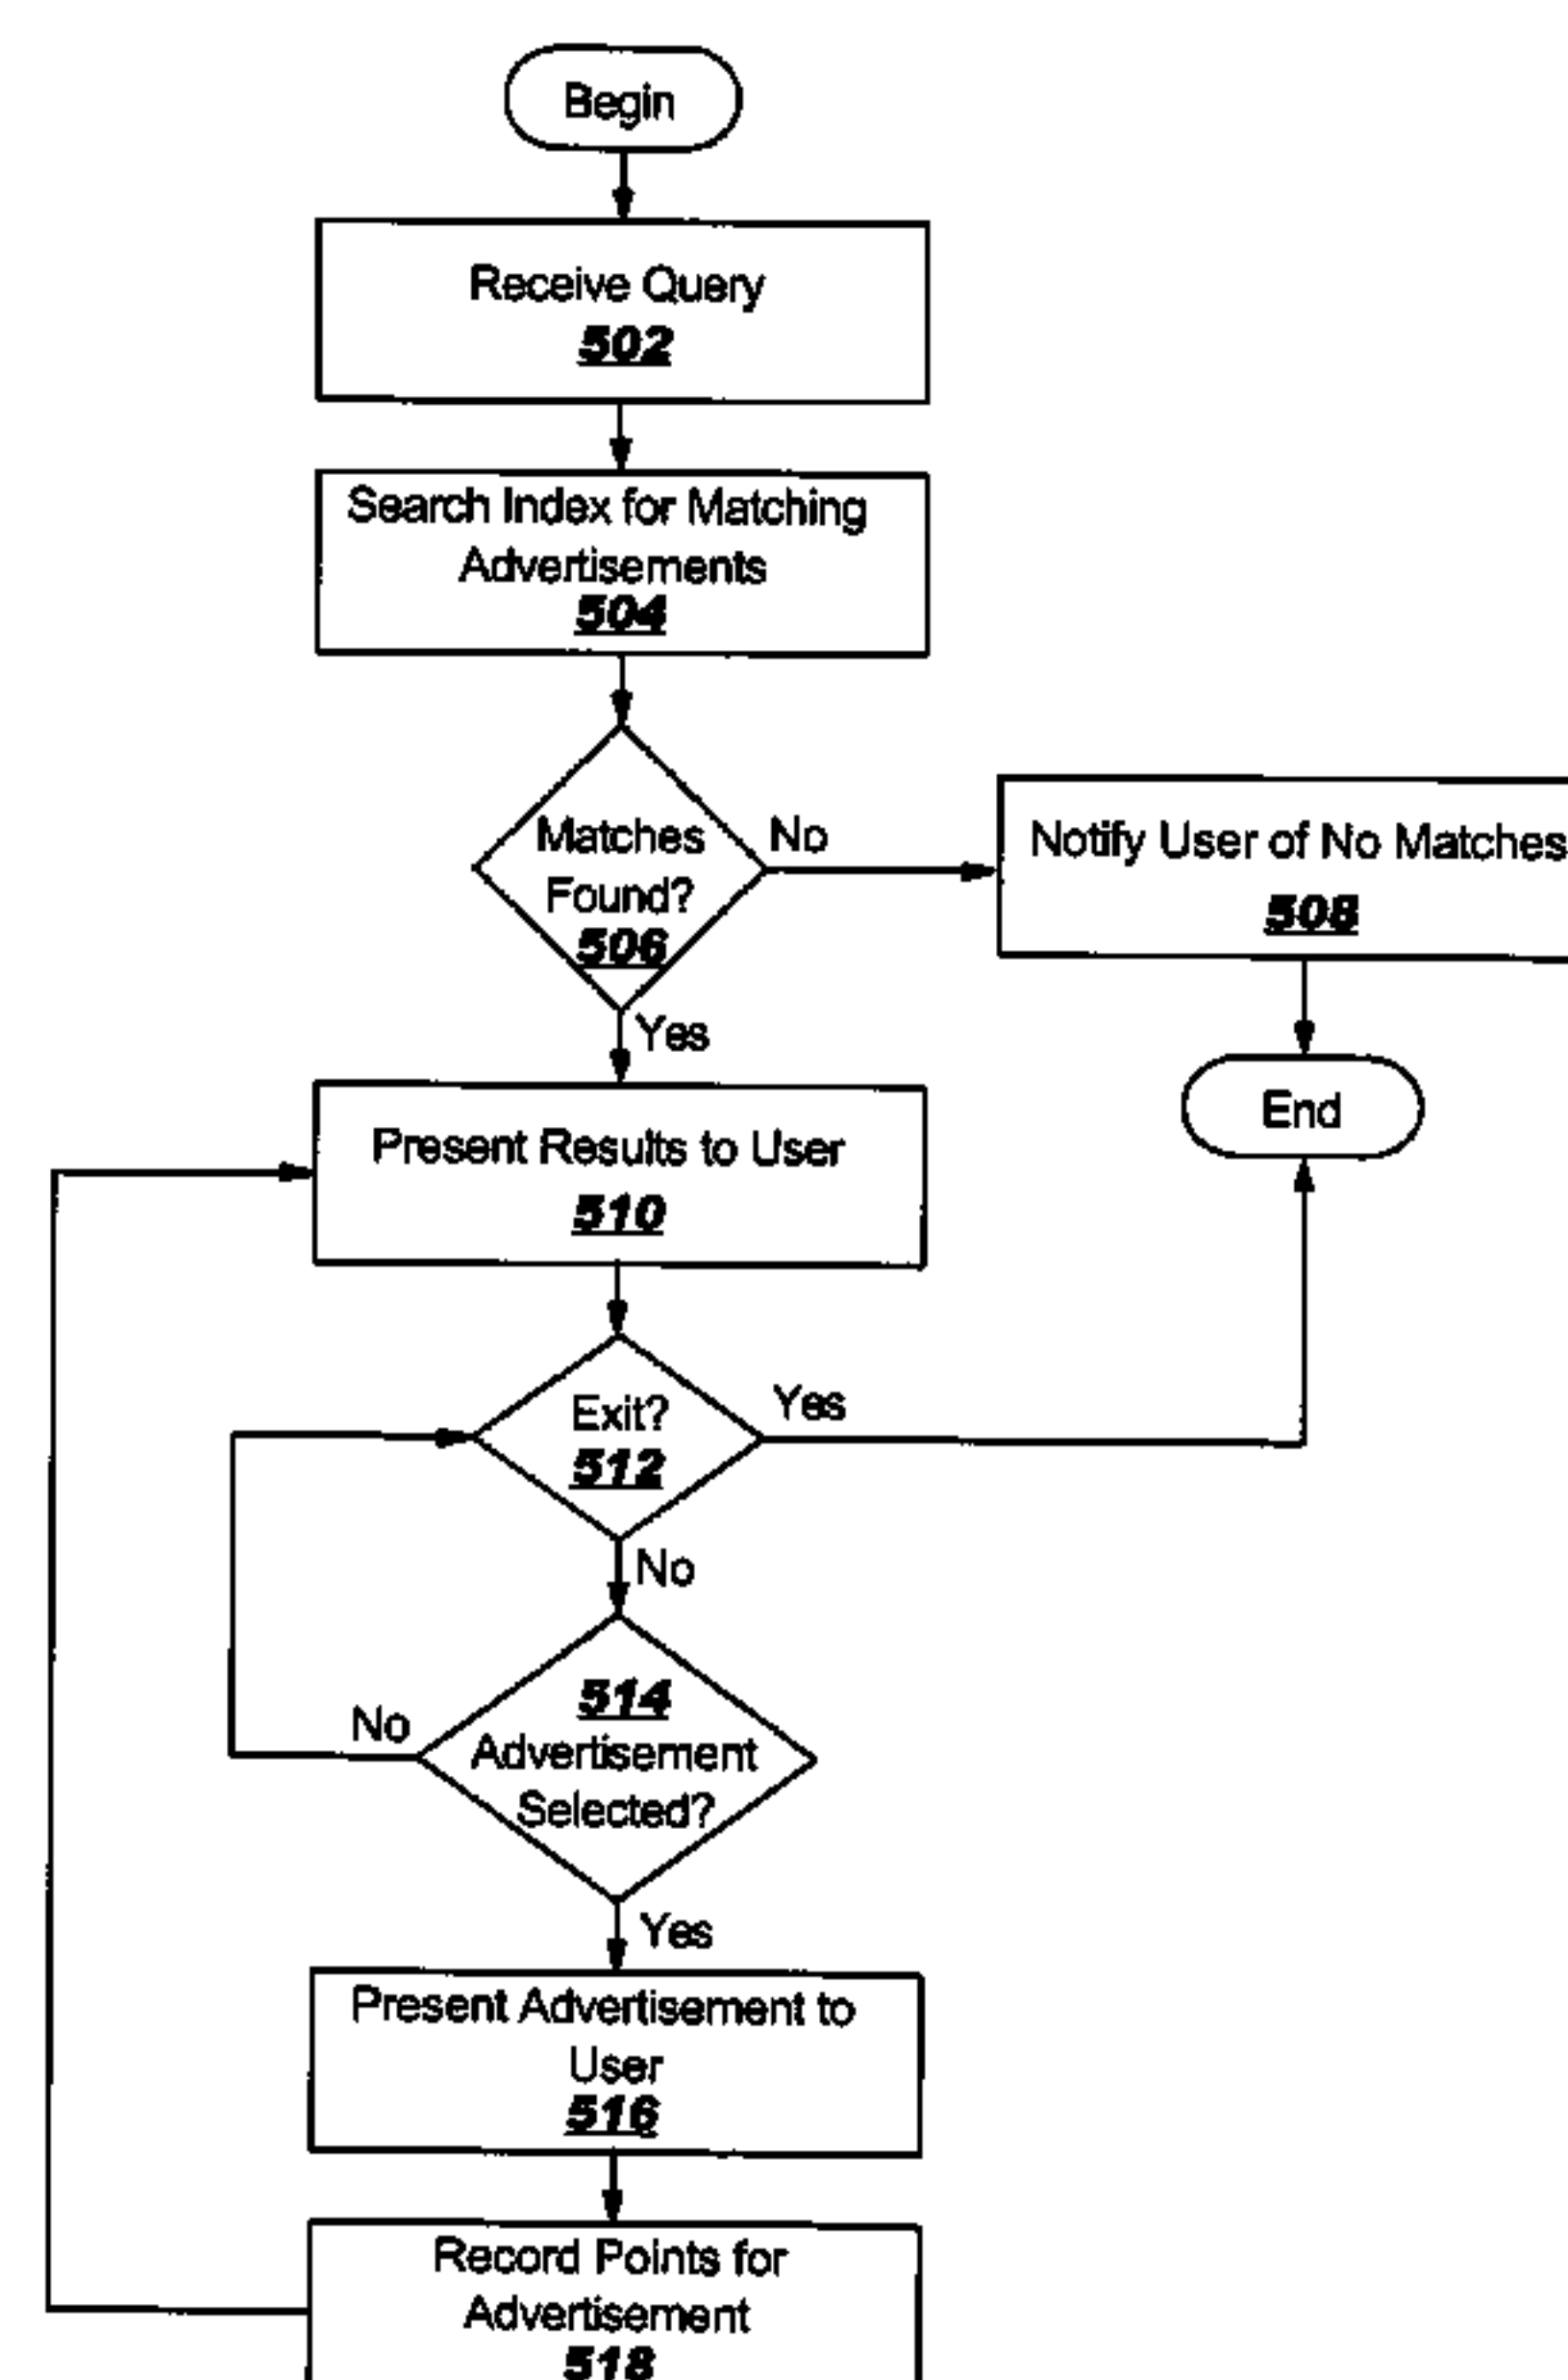 Begin
Receive Query
502
Search Index for Matching
Advertisements
504
Matches
Found?
506
No
Notify User of No Matches
508
Yes
End
Present Results to User
510
Exit?
512
Yes
No
514
Advertisement
Selected?
No
Yes
Present Advertisement to
User
516
Record Points for
Advertisement
518